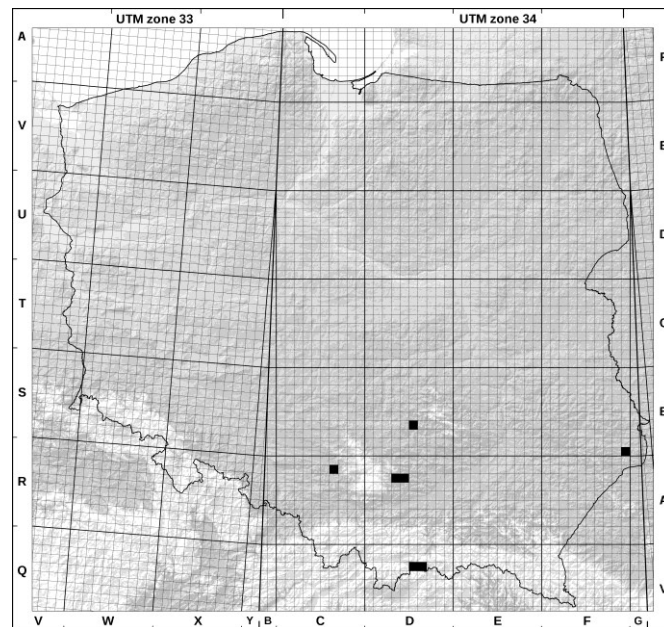 UTM zone 33 UTM zone 34
A F
V E
U D
T C
S B
R A
Q V
V W X Y B C D E F G